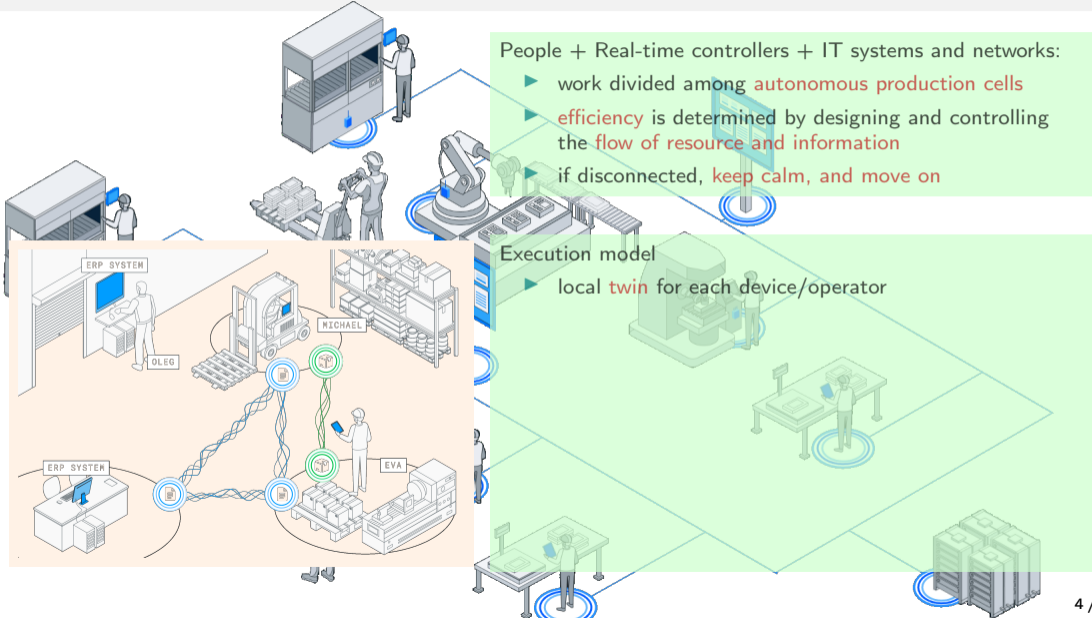 People + Real-time controllers + IT systems and networks:
work divided among autonomous production cells
efficiency is determined by designing and controlling
the flow of resource and information
if disconnected, keep calm, and move on
Execution model
local twin for each device/operator
ERP SYSTEM
MICHAEL
OLEG
ERP SYSTEM
EVA
4 /